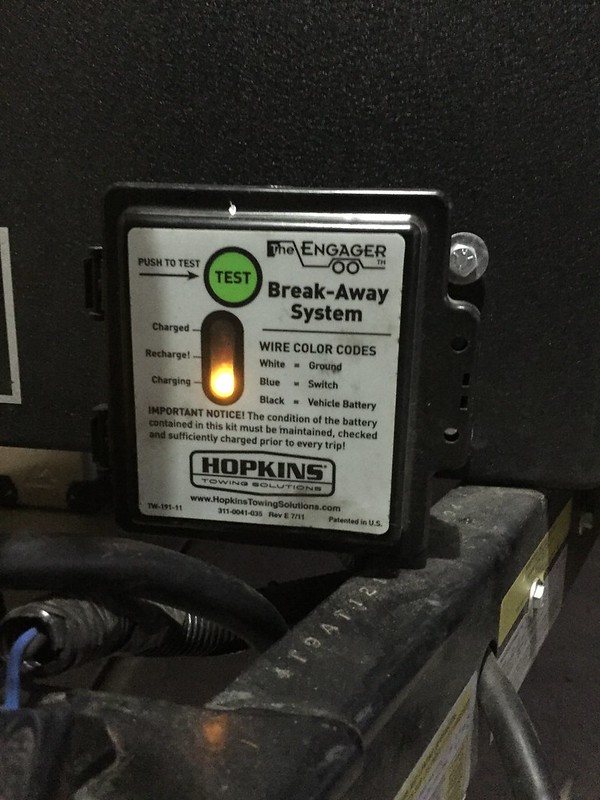 The ENGAGER TM
PUSH TO TEST
TEST
Break-Away
System
Charged
Recharge!
Charging
WIRE COLOR CODES
White = Ground
Blue = Switch
Black = Vehicle Battery
IMPORTANT NOTICE! The condition of the battery
contained in this kit must be maintained, checked
and sufficiently charged prior to every trip!
HOPKINS®
TOWING SOLUTIONS
www.HopkinsTowingSolutions.com
TW-191-11
311-0041-035 Rev E 7/11
Patented in U.S.